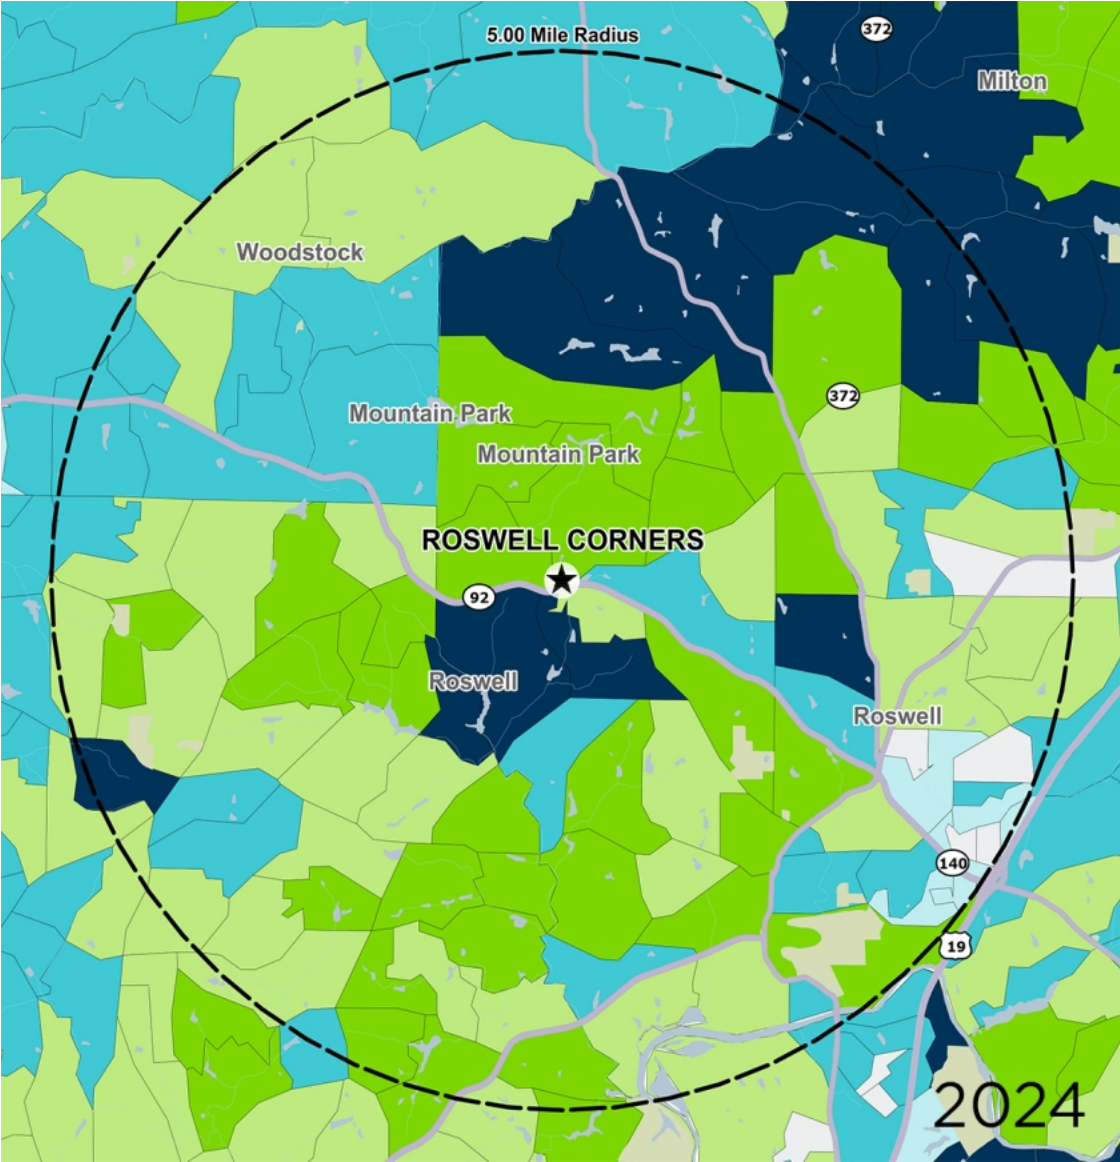 372
5.00 Mile Radius
Milton
Woodstock
372
Mountain Park
Mountain Park
ROSWELL CORNERS
92
Roswell
Roswell
140
19
2024